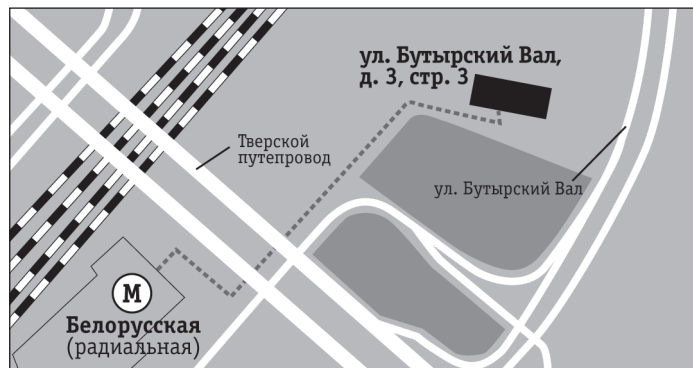 ул. Бутырский Вал,
д. 3, стр. 3
Тверской
путепровод
ул. Бутырский Вал
М
Белорусская
(радиальная)